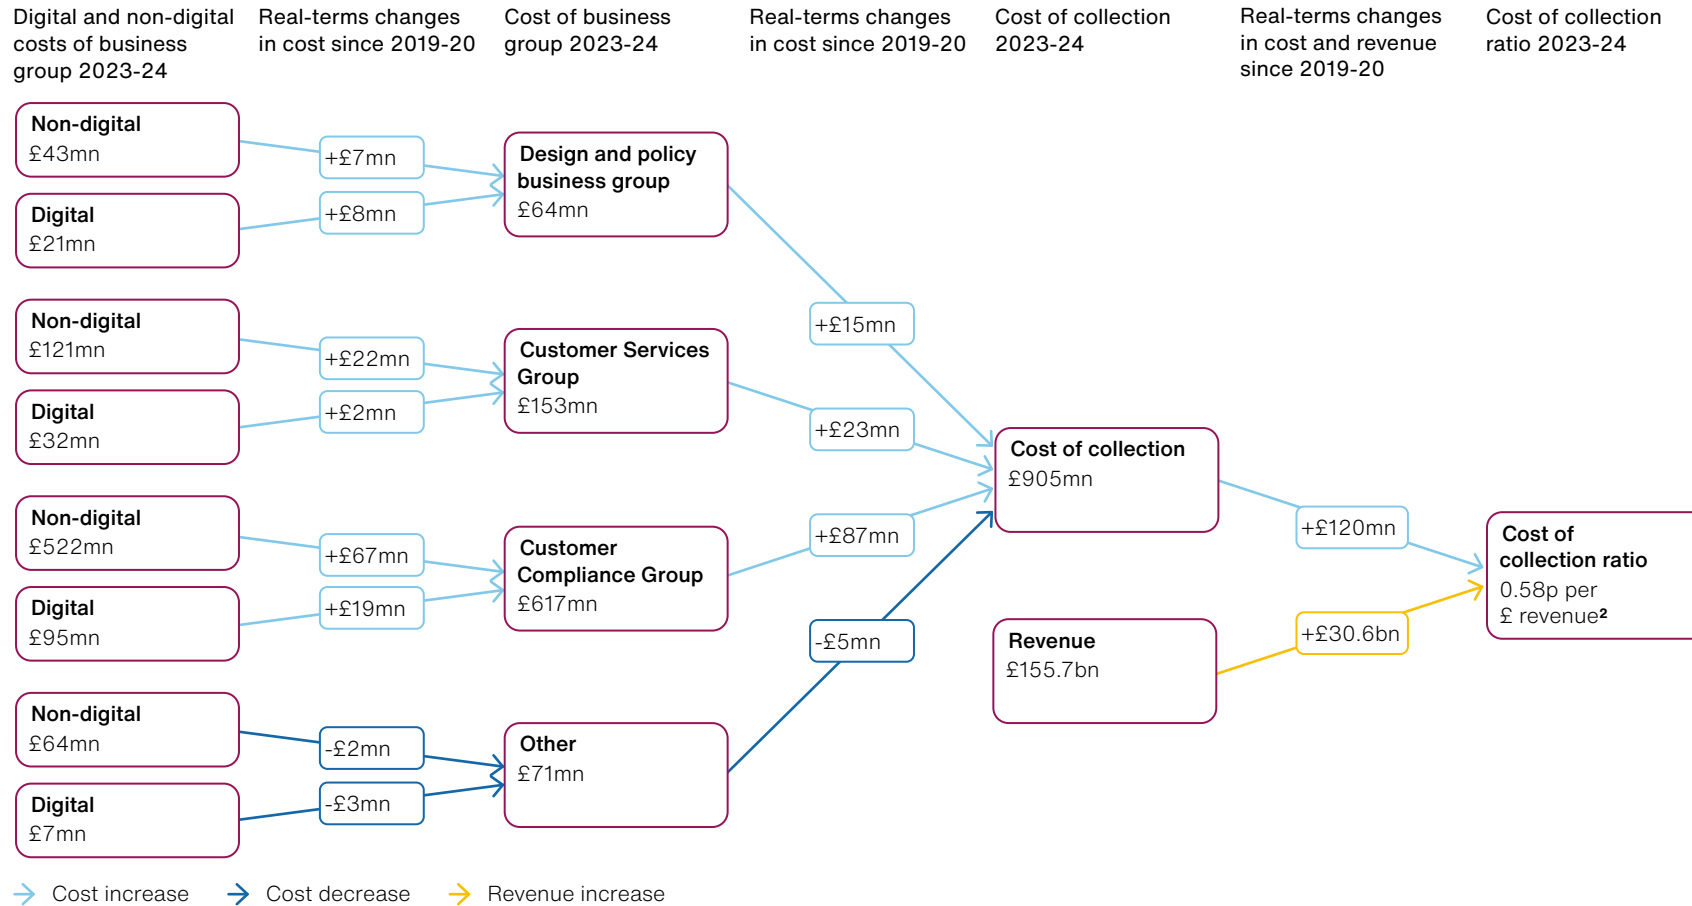 Digital and non-digital
costs of business
group 2023-24
Real-terms changes
in cost since 2019-20
Cost of business
group 2023-24
Real-terms changes
in cost since 2019-20
Cost of collection
2023-24
Real-terms changes
in cost and revenue
since 2019-20
Cost of collection
ratio 2023-24
Non-digital
£43mn
+£7mn
Digital
£21mn
+£8mn
Design and policy
business group
£64mn
+£15mn
Non-digital
£121mn
+£22mn
Digital
£32mn
+£2mn
Customer Services
Group
£153mn
+£23mn
Non-digital
£522mn
+£67mn
Digital
£95mn
+£19mn
Customer
Compliance Group
£617mn
+£87mn
Non-digital
£64mn
-£2mn
Digital
£7mn
-£3mn
Other
£71mn
-£5mn
Cost of collection
£905mn
+£120mn
Revenue
£155.7bn
+£30.6bn
Cost of
collection ratio
0.58p per
£ revenue²
Cost increase
Cost decrease
Revenue increase